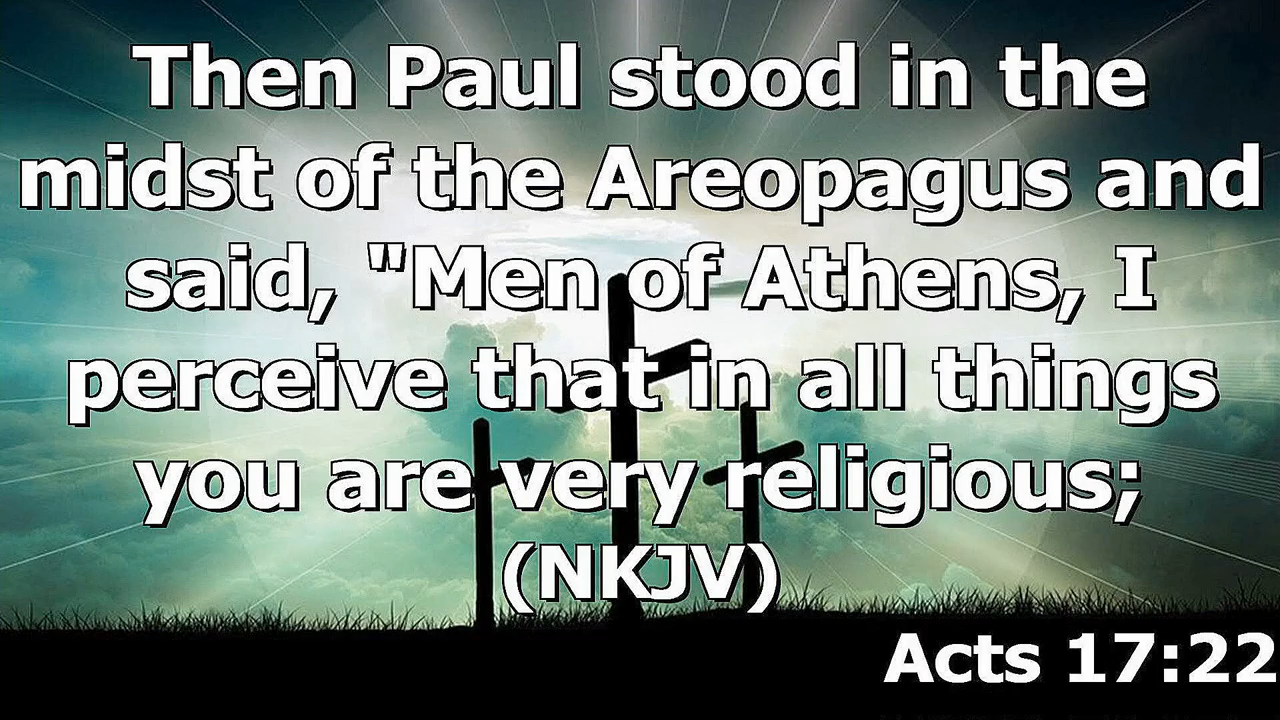 Then Paul stood in the
midst of the Areopagus and
said, "Men of Athens, I
perceive that in all things
you are very religious;
(NKJV)
Acts 17:22